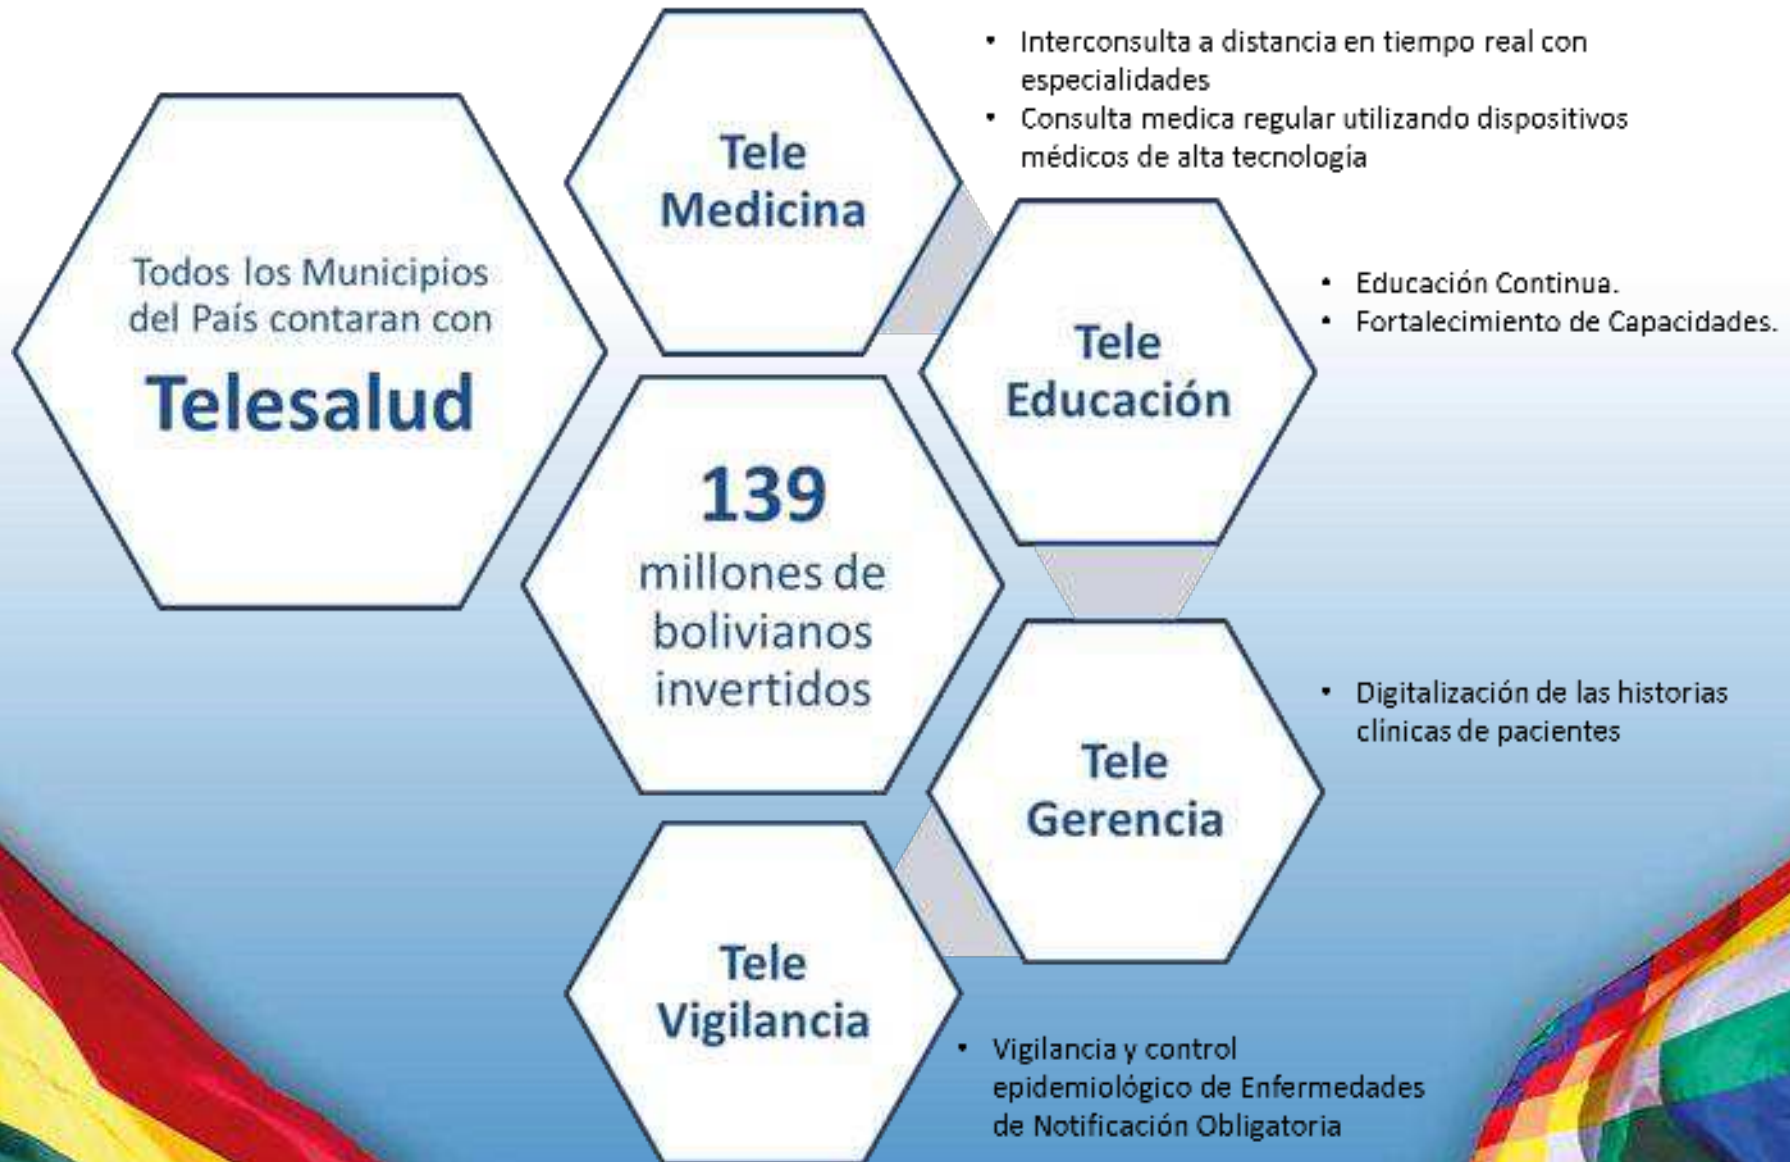 Todos los Municipios
del País contaran con
Telesalud
Tele
Medicina
• Interconsulta a distancia en tiempo real con
especialidades
• Consulta medica regular utilizando dispositivos
médicos de alta tecnología
Tele
Educación
• Educación Continua.
• Fortalecimiento de Capacidades.
139
millones de
bolivianos
invertidos
Tele
Gerencia
• Digitalización de las historias
clínicas de pacientes
Tele
Vigilancia
• Vigilancia y control
epidemiológico de Enfermedades
de Notificación Obligatoria